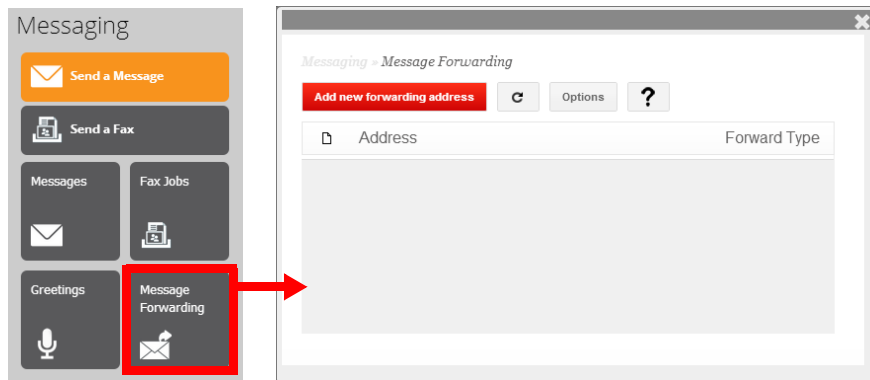 Messaging
Send a Message
Send a Fax
Messages
Fax Jobs
Greetings
Message
Forwarding
Messaging » Message Forwarding
Add new forwarding address
Options
?
Address
Forward Type